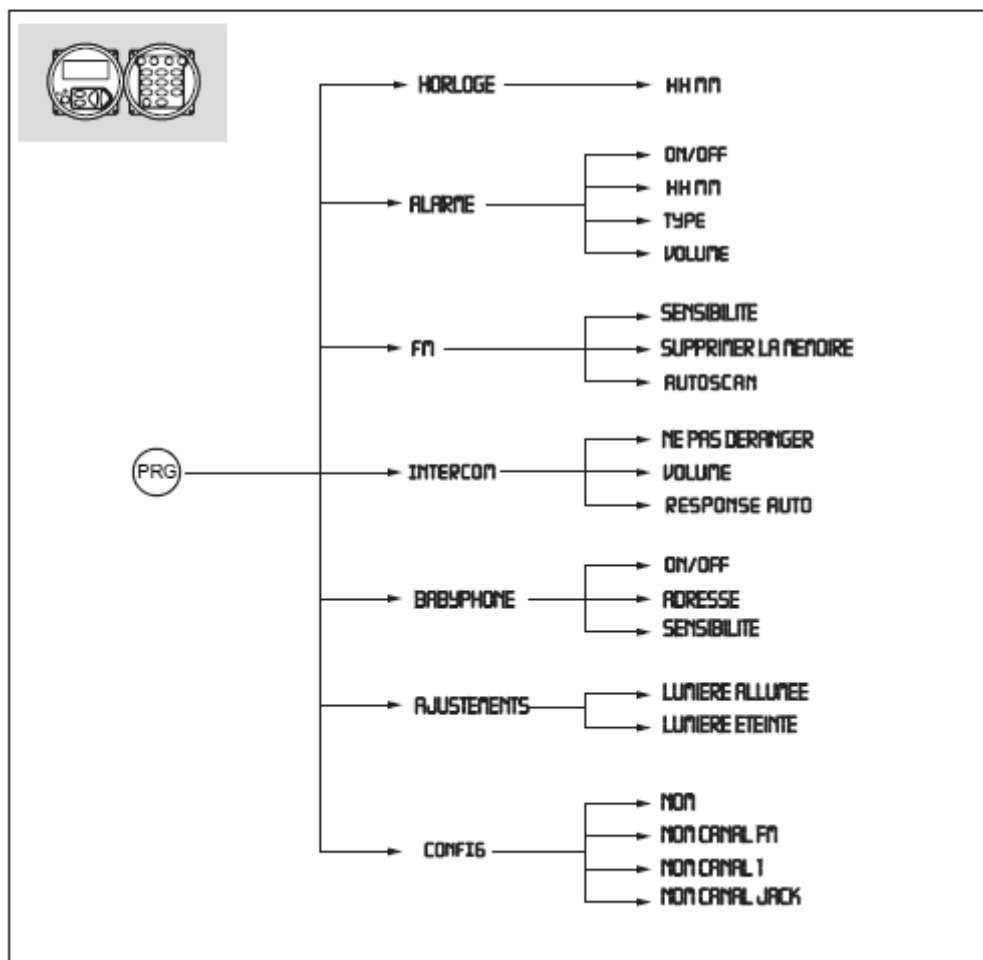 PRG
HORLOGE
HH MM
ALARME
ON/OFF
HH MM
TYPE
VOLUME
FM
SENSIBILITE
SUPPRIMER LA MEMOIRE
AUTOSCAN
INTERCOM
NE PAS DERANGER
VOLUME
RESPONSE AUTO
BABYPHONE
ON/OFF
ADRESSE
SENSIBILITE
AJUSTEMENTS
LUMIERE ALLUMEE
LUMIERE ETEINTE
CONFIG
NOM
NOM CANAL FM
NOM CANAL 1
NOM CANAL JACK